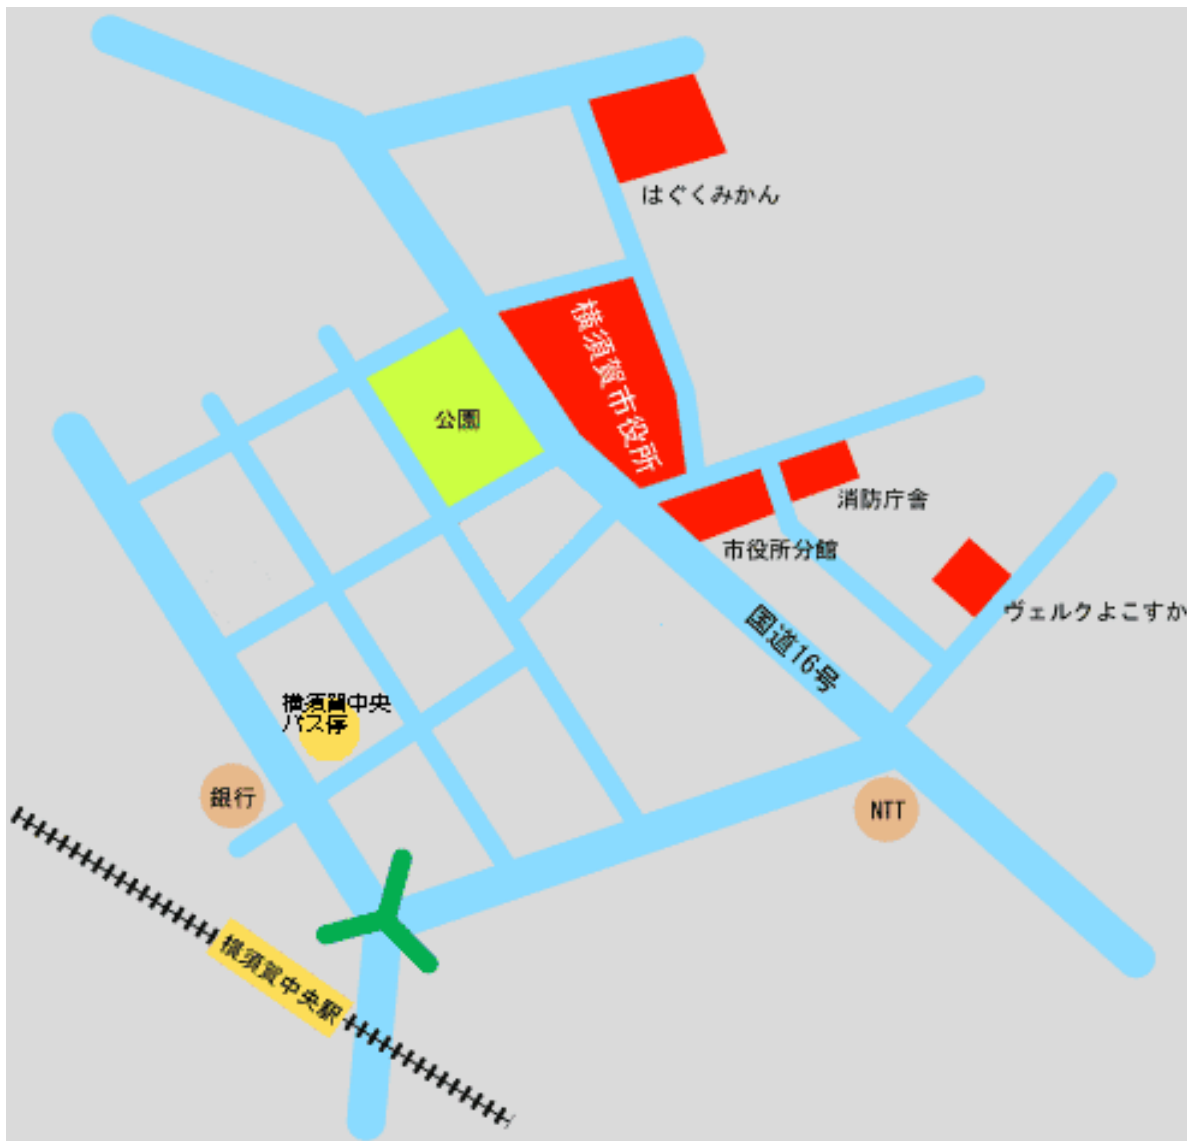 はぐくみかん
横須賀市役所
公園
消防庁舎
市役所分館
ヴェルクよこすか
国道16号
横須賀中央
バス停
銀行
NTT
横須賀中央駅